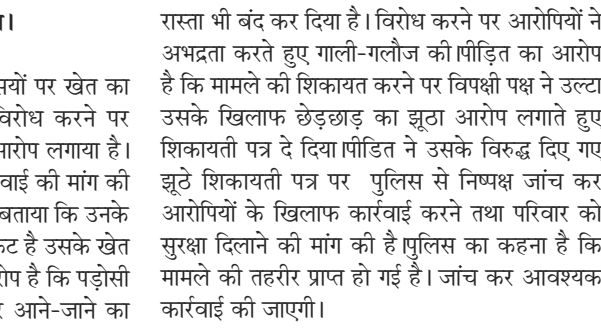 पर खेत का
करने पर
आरोप लगाया है।
की मांग की
बताया कि उनके
है उसके खेत
है कि पड़ोसी
आने-जाने का
रास्ता भी बंद कर दिया है। विरोध करने पर आरोपियों ने
अभद्रता करते हुए गाली-गलौज की।पीड़ित का आरोप
है कि मामले की शिकायत करने पर विपक्षी पक्ष ने उल्टा
उसके खिलाफ छेड़छाड़ का झूठा आरोप लगाते हुए
शिकायती पत्र दे दिया।पीडित ने उसके विरुद्ध दिए गए
झूठे शिकायती पत्र पर पुलिस से निष्पक्ष जांच कर
आरोपियों के खिलाफ कार्रवाई करने तथा परिवार को
सुरक्षा दिलाने की मांग की है।पुलिस का कहना है कि
मामले की तहरीर प्राप्त हो गई है। जांच कर आवश्यक
कार्रवाई की जाएगी।